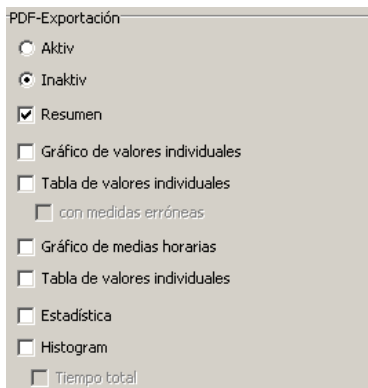 PDF-Exportación
Aktiv
Inaktiv
Resumen
Gráfico de valores individuales
Tabla de valores individuales
con medidas erróneas
Gráfico de medias horarias
Tabla de valores individuales
Estadística
Histogram
Tiempo total